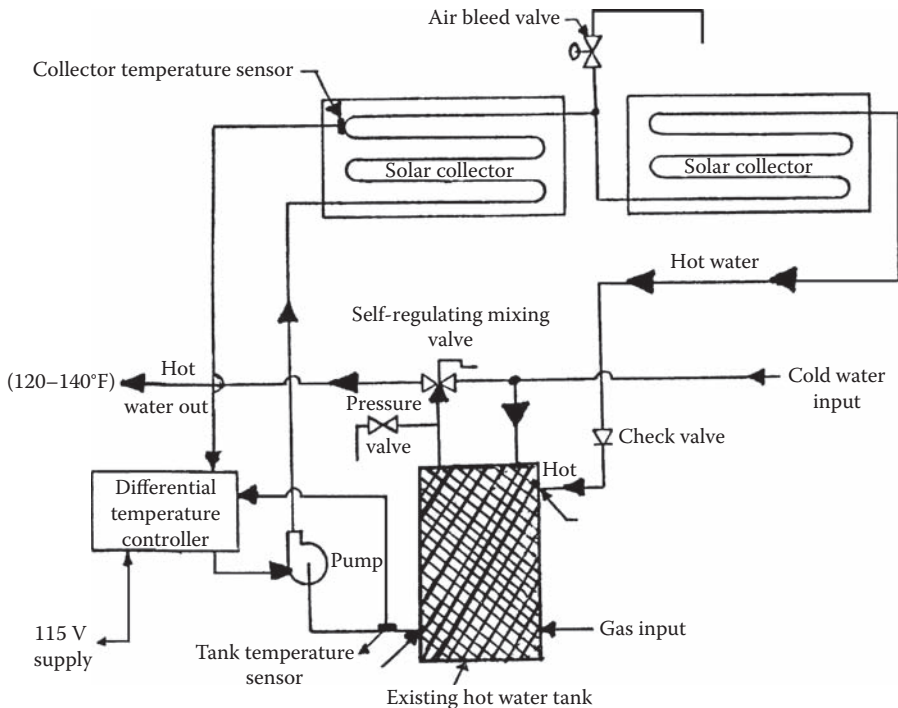 Air bleed valve
Collector temperature sensor
Solar collector
Solar collector
Hot water
Self-regulating mixing
valve
(120–140°F)
Hot
water out
Cold water
input
Pressure
valve
Check valve
Hot
Differential
temperature
controller
Pump
115 V
supply
Tank temperature
sensor
Gas input
Existing hot water tank